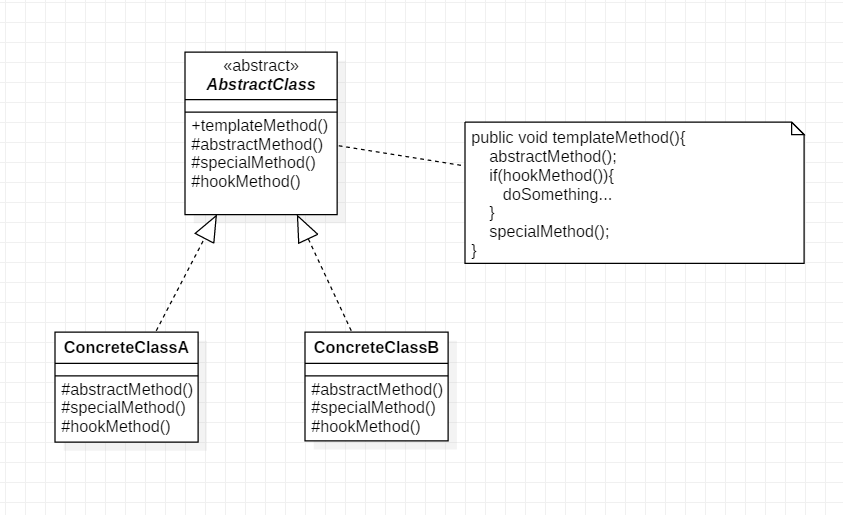 «abstract»
AbstractClass
+templateMethod()
#abstractMethod()
#specialMethod()
#hookMethod()
public void templateMethod(){
abstractMethod();
if(hookMethod()){
doSomething...
}
specialMethod();
}
ConcreteClassA
#abstractMethod()
#specialMethod()
#hookMethod()
ConcreteClassB
#abstractMethod()
#specialMethod()
#hookMethod()